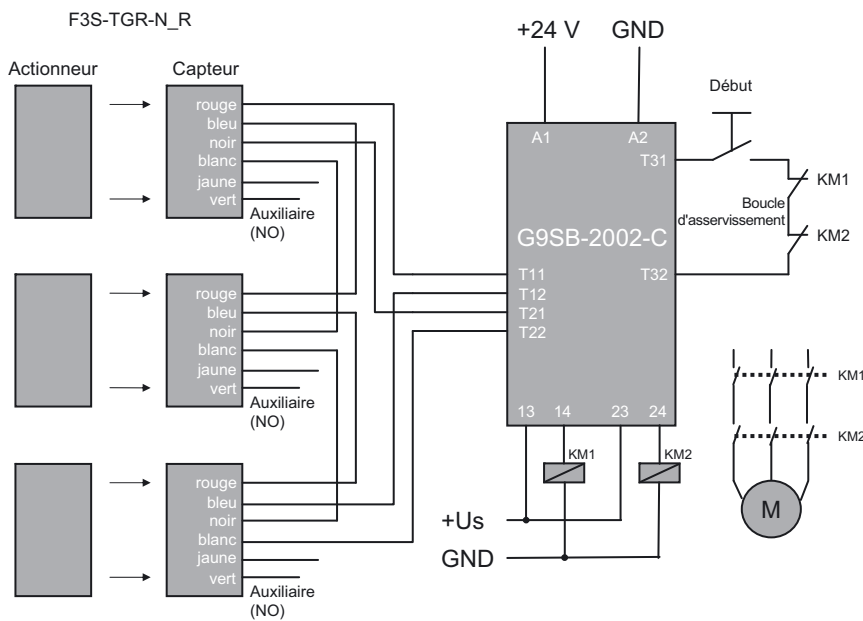 F3S-TGR-N_R
+24 V GND
Actionneur Capteur
Début
rouge
bleu
noir
blanc
jaune
vert
Auxiliaire
(NO)
A1 A2
T31
KM1
Boucle
d'asservissement
KM2
G9SB-2002-C
T11
T12
T21
T22
T32
rouge
bleu
noir
blanc
jaune
vert
Auxiliaire
(NO)
13 14 23 24
KM1
KM2
KM1
KM2
M
+Us
GND
rouge
bleu
noir
blanc
jaune
vert
Auxiliaire
(NO)